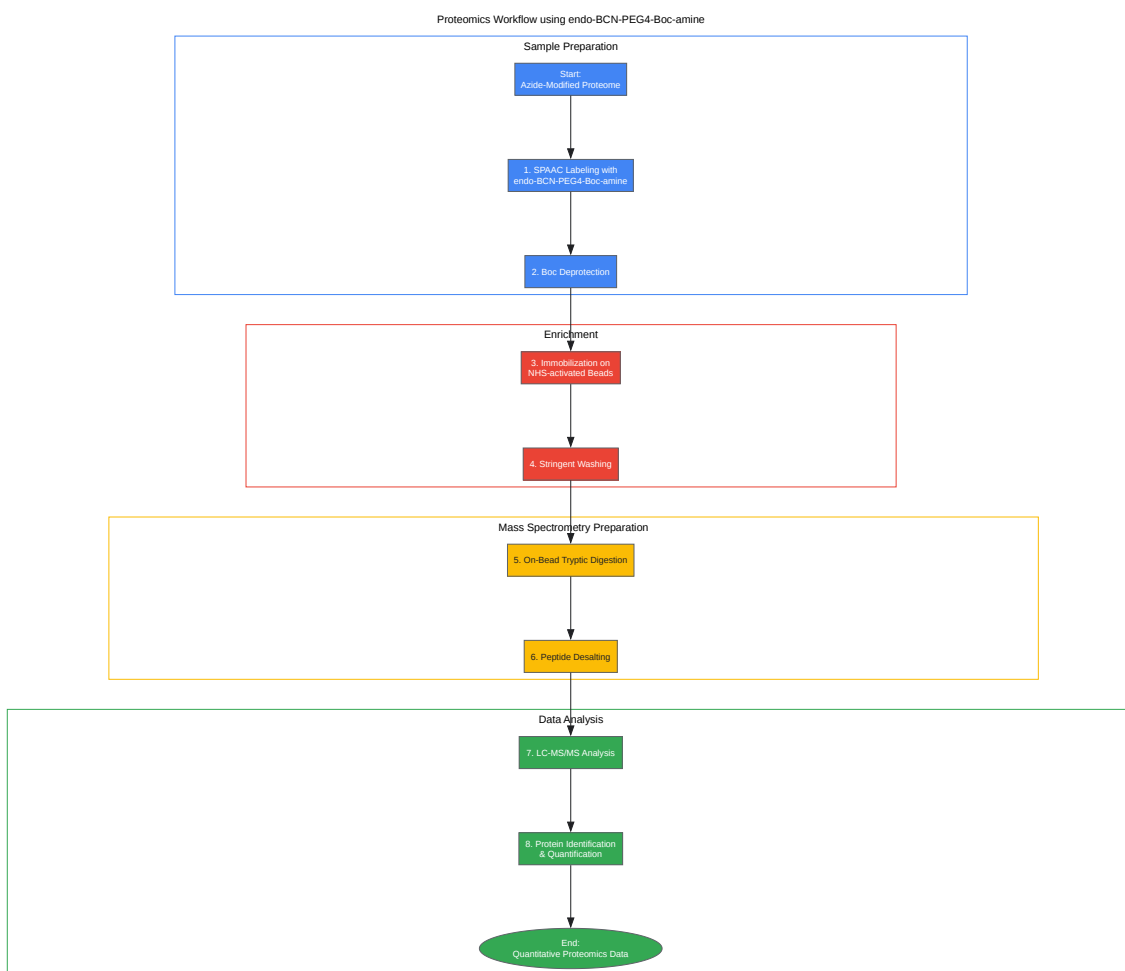 Proteomics Workflow using endo-BCN-PEG4-Boc-amine
Sample Preparation
Start:
Azide-Modified Proteome
1. SPAAC Labeling with
endo-BCN-PEG4-Boc-amine
2. Boc Deprotection
Enrichment
3. Immobilization on
NHS-activated Beads
4. Stringent Washing
Mass Spectrometry Preparation
5. On-Bead Tryptic Digestion
6. Peptide Desalting
Data Analysis
7. LC-MS/MS Analysis
8. Protein Identification
& Quantification
End:
Quantitative Proteomics Data